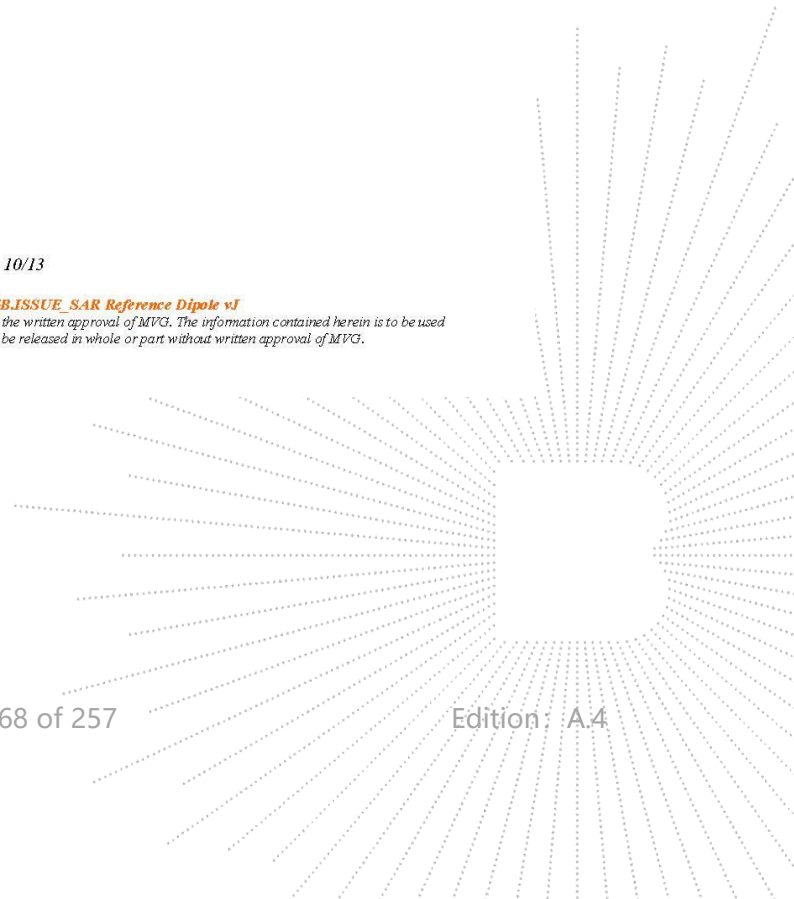 10/13
B.ISSUE_SAR Reference Dipole vJ
the written approval of MVG. The information contained herein is to be used
be released in whole or part without written approval of MVG.
68 of 257 Edition: A.4